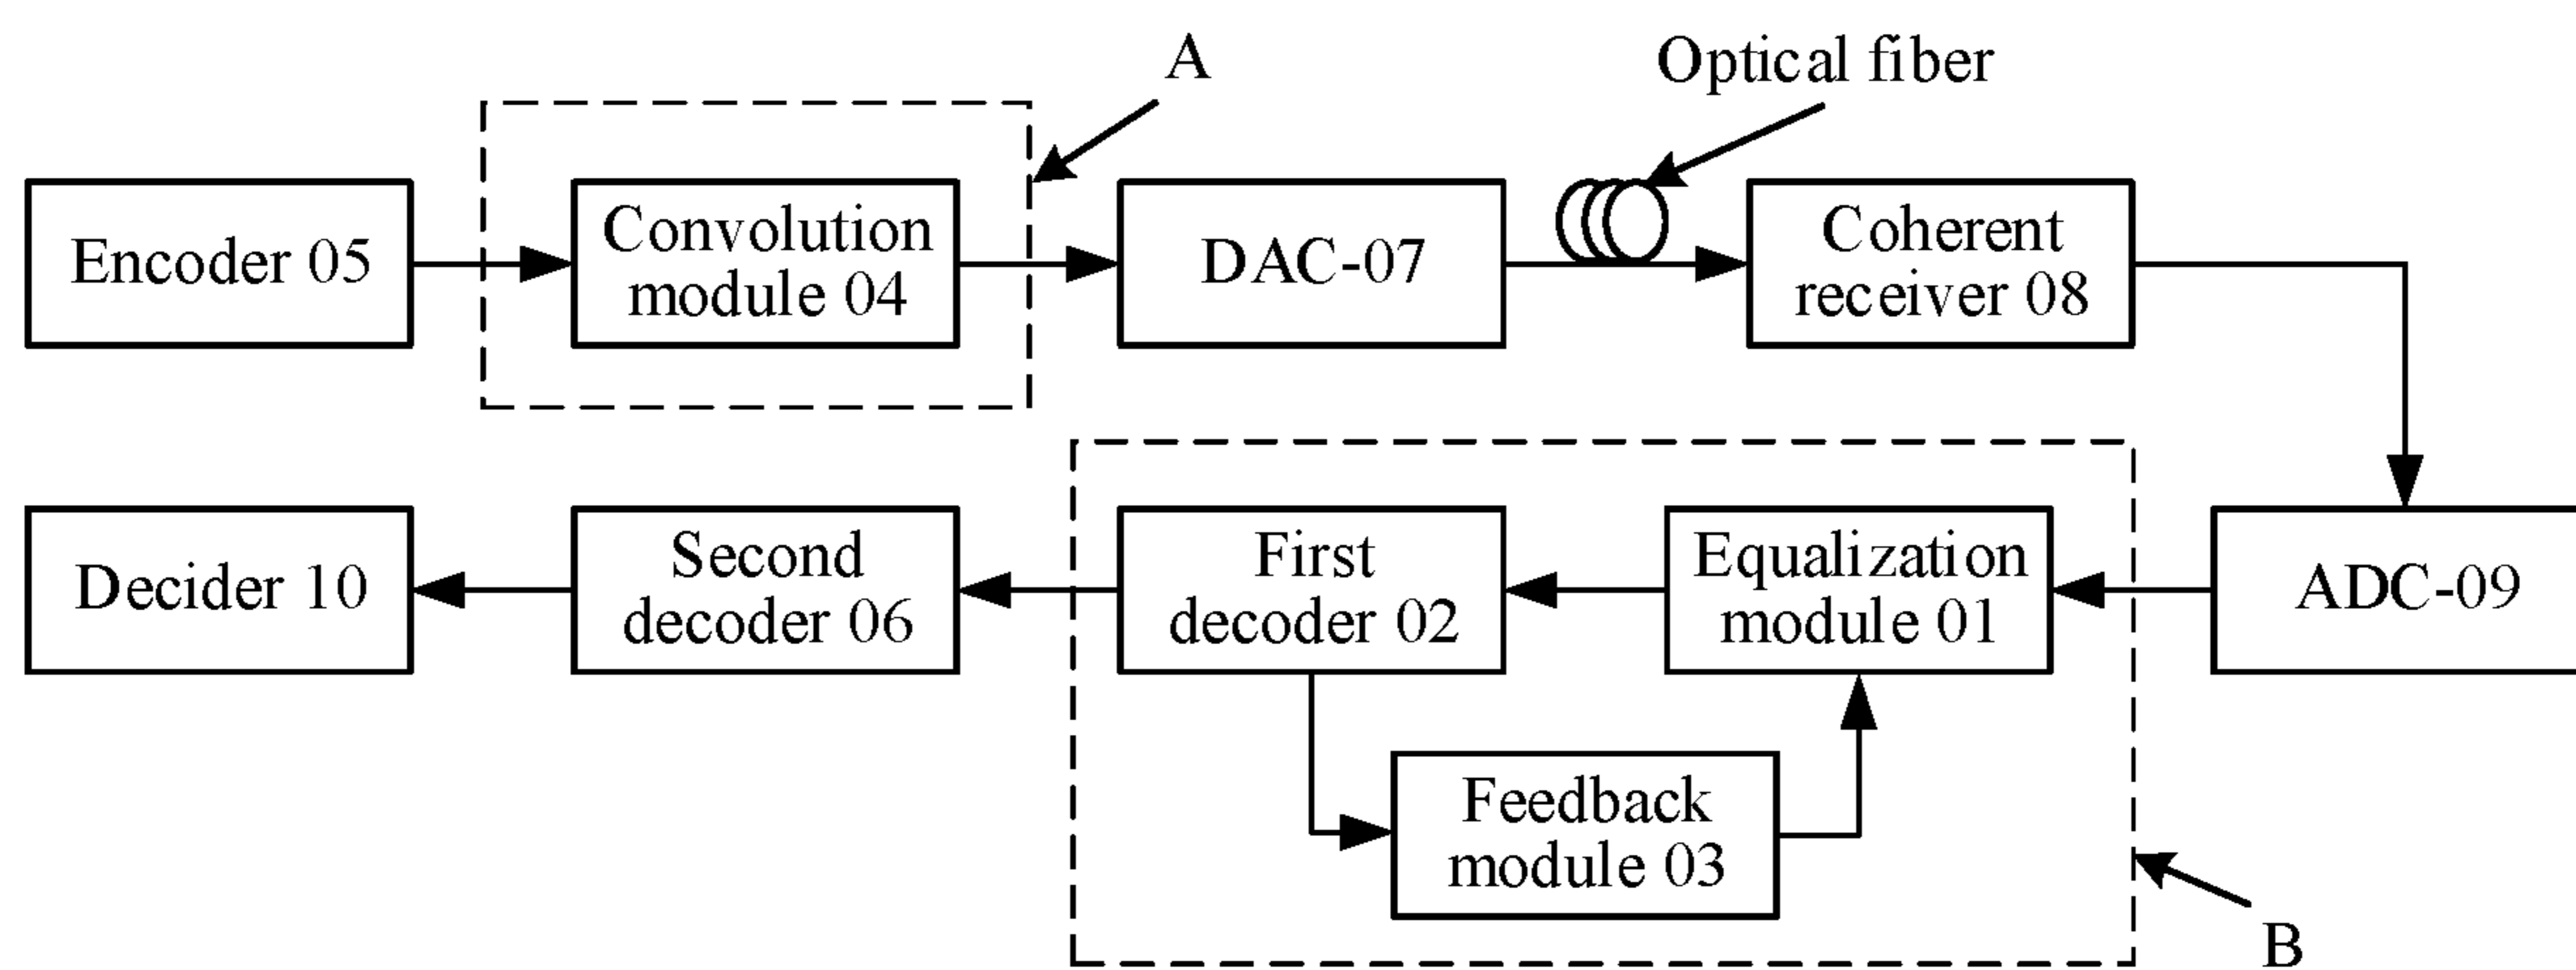 A
Optical fiber
Encoder 05
Convolution
module 04
DAC-07
Coherent
receiver 08
Decider 10
Second
decoder 06
First
decoder 02
Equalization
module 01
ADC-09
Feedback
module 03
B